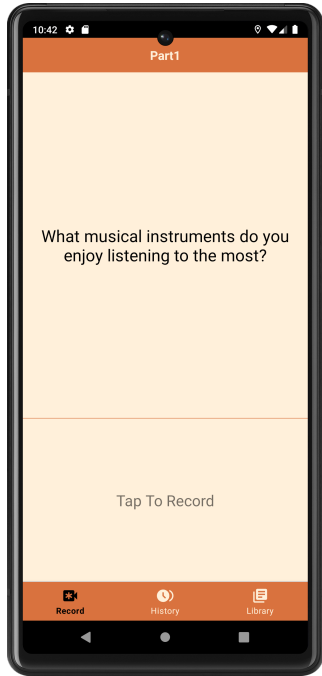 10:42
Part1
What musical instruments do you
enjoy listening to the most?
Tap To Record
Record
History
Library